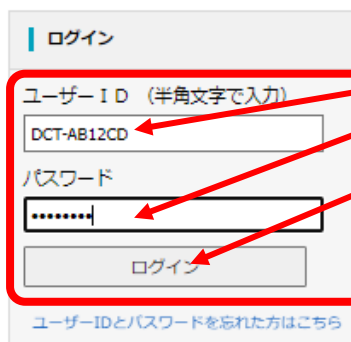 ログイン
ユーザーＩＤ （半角文字で入力）
DCT-AB12CD
パスワード
••••••••
ログイン
ユーザーIDとパスワードを忘れた方はこちら